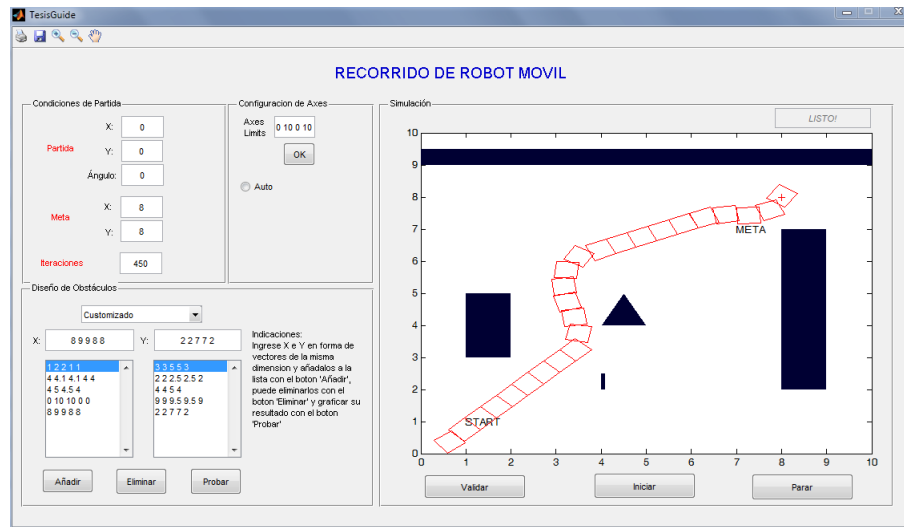 TesisGuide
RECORRIDO DE ROBOT MOVIL
Condiciones de Partida
X: 0
Partida
Y: 0
Ángulo: 0
X: 8
Meta
Y: 8
Iteraciones 450
Configuracion de Axes
Axes Limits 0 10 0 10
OK
Auto
Diseño de Obstáculos
Customizado
X: 8 9 9 8 8 Y: 2 2 7 7 2
1 2 2 1 1
4 4.1 4.1 4 4
4 5 4.5 4
0 10 10 0 0
8 9 9 8 8
3 3 5 5 3
2 2 2.5 2.5 2
4 4 5 4
9 9 9.5 9.5 9
2 2 7 7 2
Indicaciones:
Ingrese X e Y en forma de
vectores de la misma
dimension y añadalos a la
lista con el boton 'Añadir',
puede eliminarlos con el
boton 'Eliminar' y graficar su
resultado con el boton
'Probar'
Añadir Eliminar Probar
Simulación
LISTO!
10
9
8
7
6
5
4
3
2
1
0
META
START
0 1 2 3 4 5 6 7 8 9 10
Validar Iniciar Parar